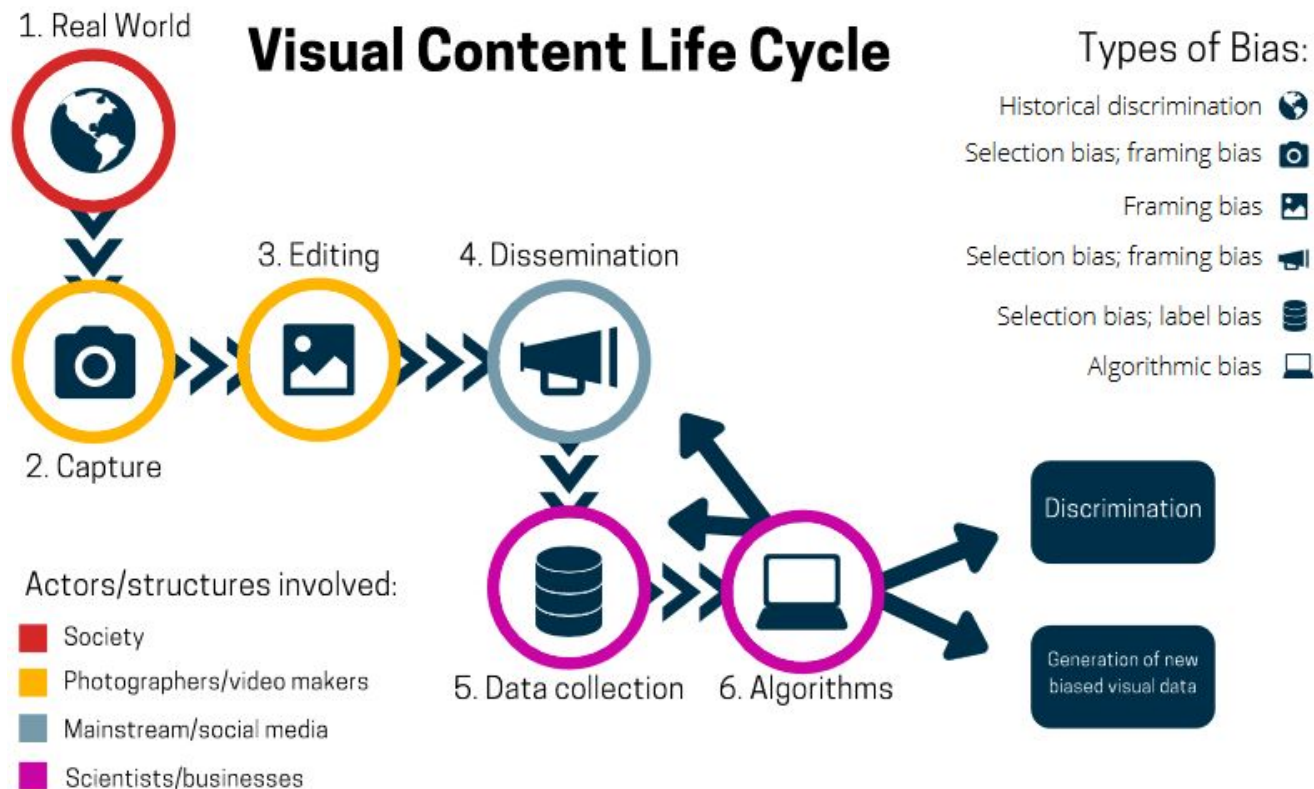 1. Real World
Visual Content Life Cycle
Types of Bias:
Historical discrimination
Selection bias; framing bias
Framing bias
Selection bias; framing bias
Selection bias; label bias
Algorithmic bias
3. Editing
4. Dissemination
2. Capture
5. Data collection
6. Algorithms
Discrimination
Generation of new
biased visual data
Actors/structures involved:
Society
Photographers/video makers
Mainstream/social media
Scientists/businesses